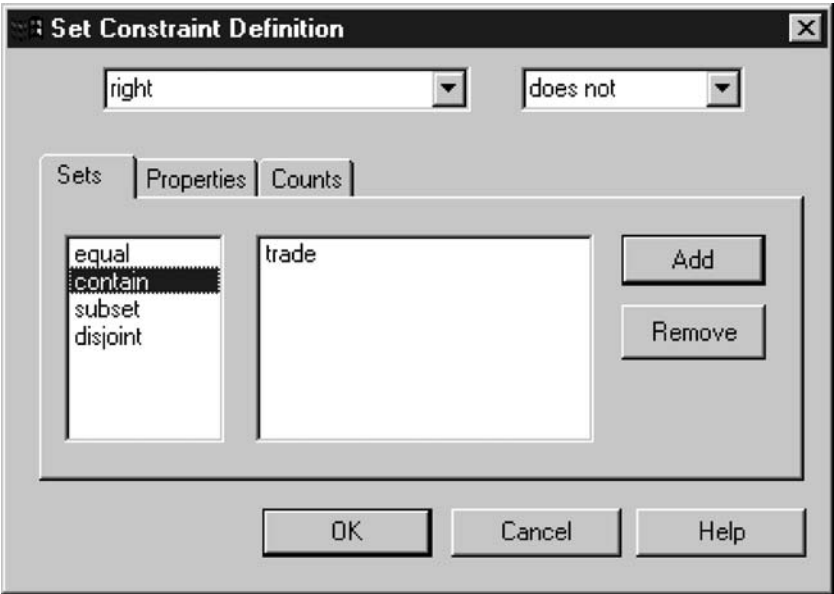 Set Constraint Definition
right does not
Sets Properties Counts
equal trade Add
contain
subset Remove
disjoint
OK Cancel Help